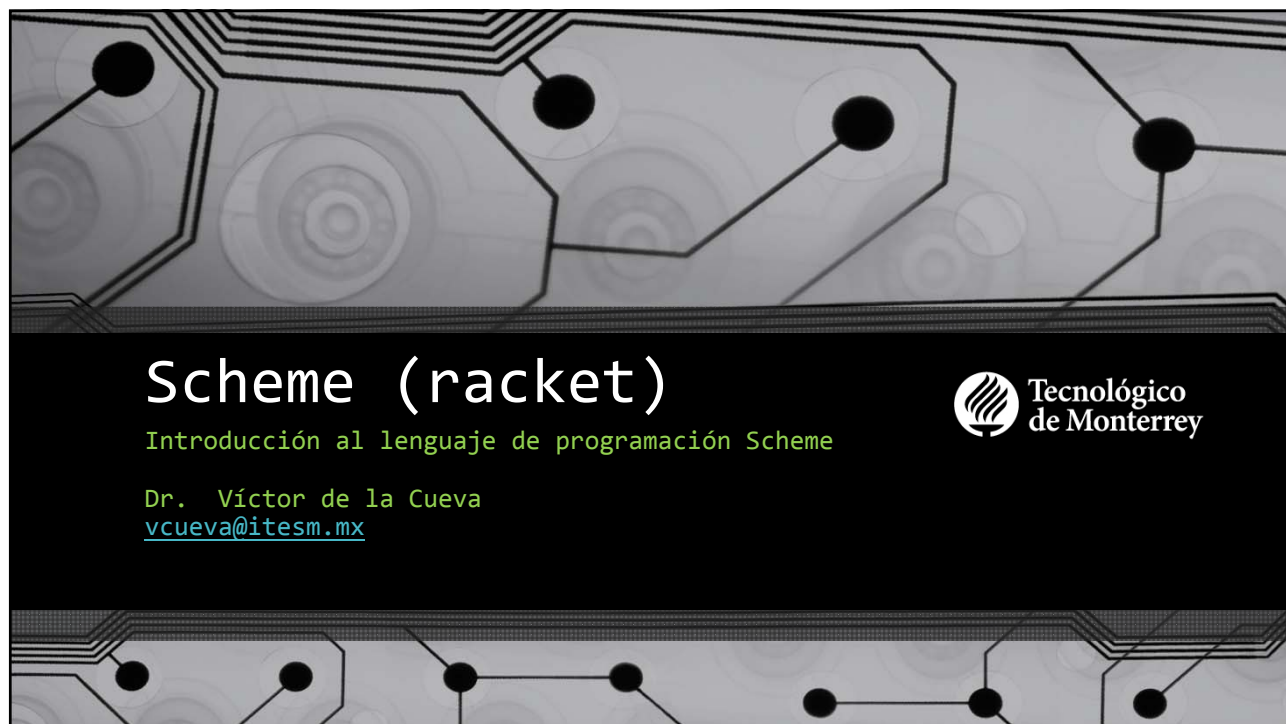 Scheme (racket)
Tecnológico
de Monterrey
Introducción al lenguaje de programación Scheme
Dr. Víctor de la Cueva
vcueva@itesm.mx